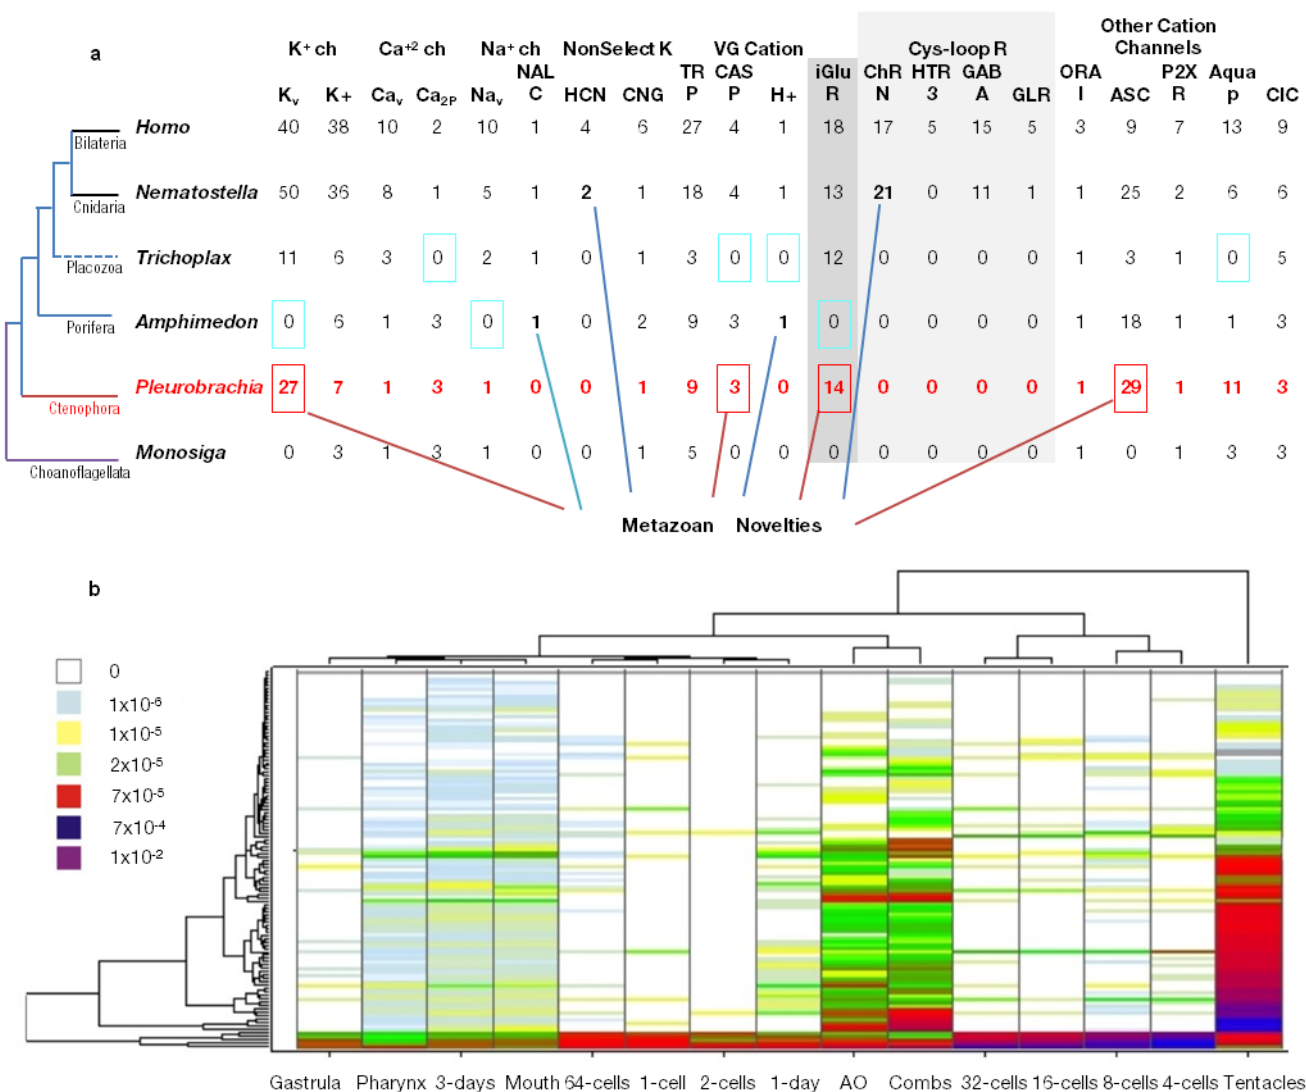 a
K+ ch Ca+2 ch Na+ ch NonSelect K VG Cation Cys-loop R Other Cation Channels
Kv K+ Cav Ca2P Nav NALC HCN CNG TRP CASP H+ iGluR ChRN HTR3 GABA GLR ORAI ASC P2XR Aquap ClC
Bilateria Homo 40 38 10 2 10 1 4 6 27 4 1 18 17 5 15 5 3 9 7 13 9
Cnidaria Nematostella 50 36 8 1 5 1 2 1 18 4 1 13 21 0 11 1 1 25 2 6 6
Placozoa Trichoplax 11 6 3 0 2 1 0 1 3 0 0 12 0 0 0 0 1 3 1 0 5
Porifera Amphimedon 0 6 1 3 0 1 0 2 9 3 1 0 0 0 0 0 1 18 1 1 3
Ctenophora Pleurobrachia 27 7 1 3 1 0 0 1 9 3 0 14 0 0 0 0 1 29 1 11 3
Choanoflagellata Monosiga 0 3 1 3 1 0 0 1 5 0 0 0 0 0 0 0 1 0 1 3 3
Metazoan Novelties
b
0
1x10-6
1x10-5
2x10-5
7x10-5
7x10-4
1x10-2
Gastrula Pharynx 3-days Mouth 64-cells 1-cell 2-cells 1-day AO Combs 32-cells 16-cells 8-cells 4-cells Tentacles